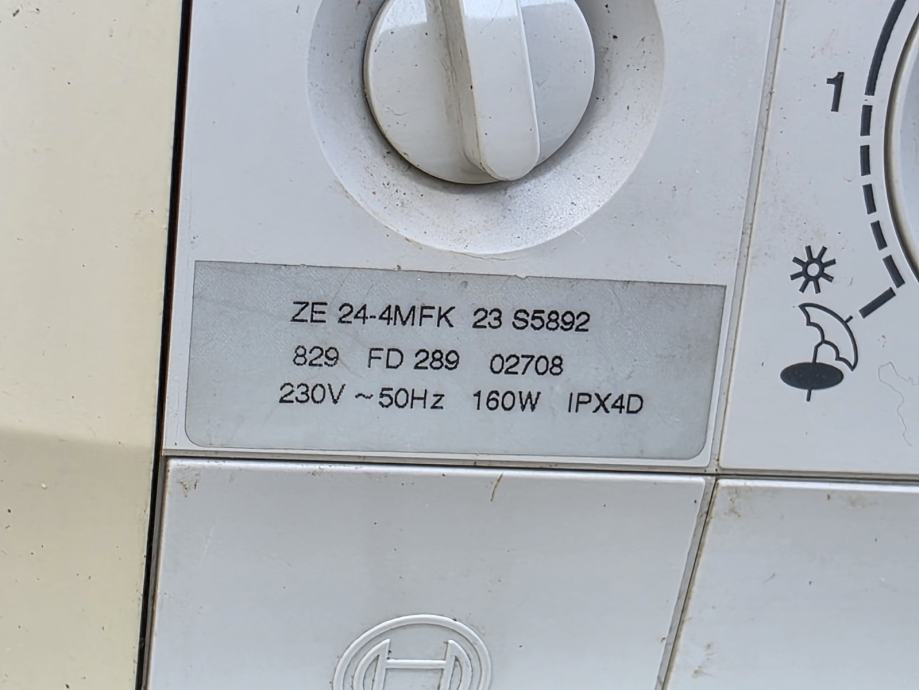 1
ZE 24-4MFK 23 S5892
829 FD 289 02708
230V ~50Hz 160W IPX4D